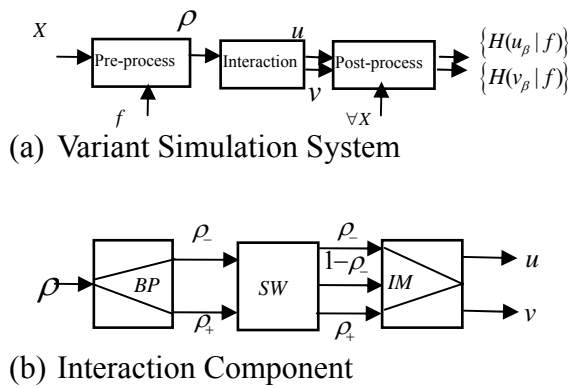 X
ρ
u
{H(u_β | f)}
Pre-process
Interaction
Post-process
v
{H(v_β | f)}
f
∀X
(a) Variant Simulation System
ρ_-
ρ_-
1−ρ_-
u
ρ
BP
SW
IM
ρ_+
ρ_+
v
(b) Interaction Component